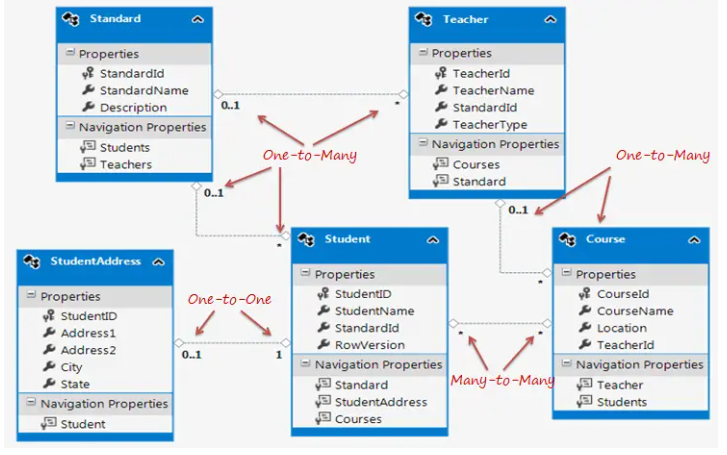 Standard
Properties
StandardId
StandardName
Description
Navigation Properties
Students
Teachers
Teacher
Properties
TeacherId
TeacherName
StandardId
TeacherType
Navigation Properties
Courses
Standard
0..1
*
One-to-Many
0..1
*
One-to-Many
0..1
*
StudentAddress
Properties
StudentID
Address1
Address2
City
State
Navigation Properties
Student
One-to-One
0..1
1
Student
Properties
StudentID
StudentName
StandardId
RowVersion
Navigation Properties
Standard
StudentAddress
Courses
*
*
Many-to-Many
Course
Properties
CourseId
CourseName
Location
TeacherId
Navigation Properties
Teacher
Students